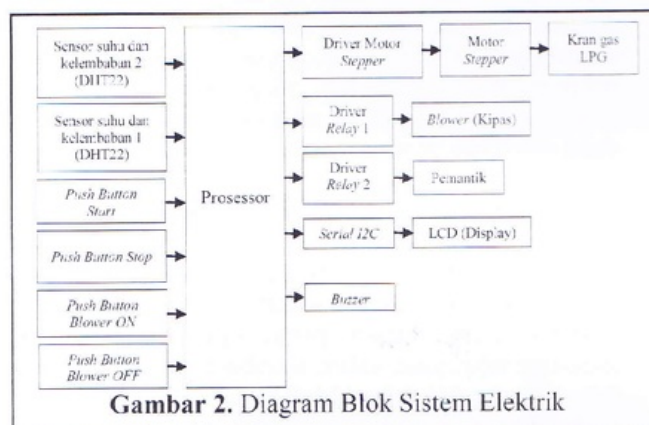 Sensor suhu dan
kelembaban 2
(DHT22)
Sensor suhu dan
kelembaban 1
(DHT22)
Push Button
Start
Push Button Stop
Push Button
Blower ON
Push Button
Blower OFF
Prosessor
Driver Motor
Stepper
Motor
Stepper
Kran gas
LPG
Driver
Relay 1
Blower (Kipas)
Driver
Relay 2
Pemantik
Serial I2C
LCD (Display)
Buzzer
Gambar 2. Diagram Blok Sistem Elektrik